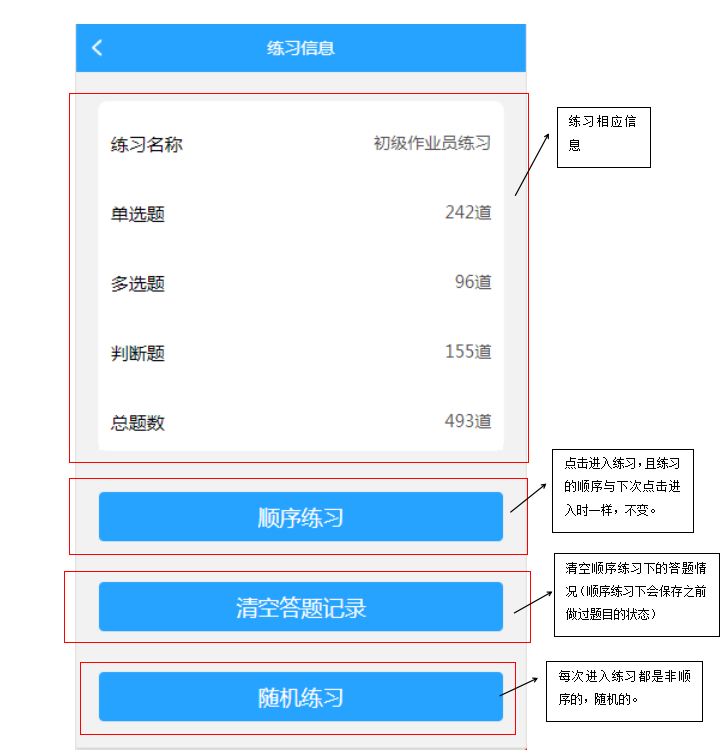 练习信息
练习名称 初级作业员练习
单选题 242道
多选题 96道
判断题 155道
总题数 493道
顺序练习
清空答题记录
随机练习
练习相应信
息
点击进入练习，且练习
的顺序与下次点击进
入时一样，不变。
清空顺序练习下的答题情
况（顺序练习下会保存之前
做过题目的状态）
每次进入练习都是非顺
序的，随机的。